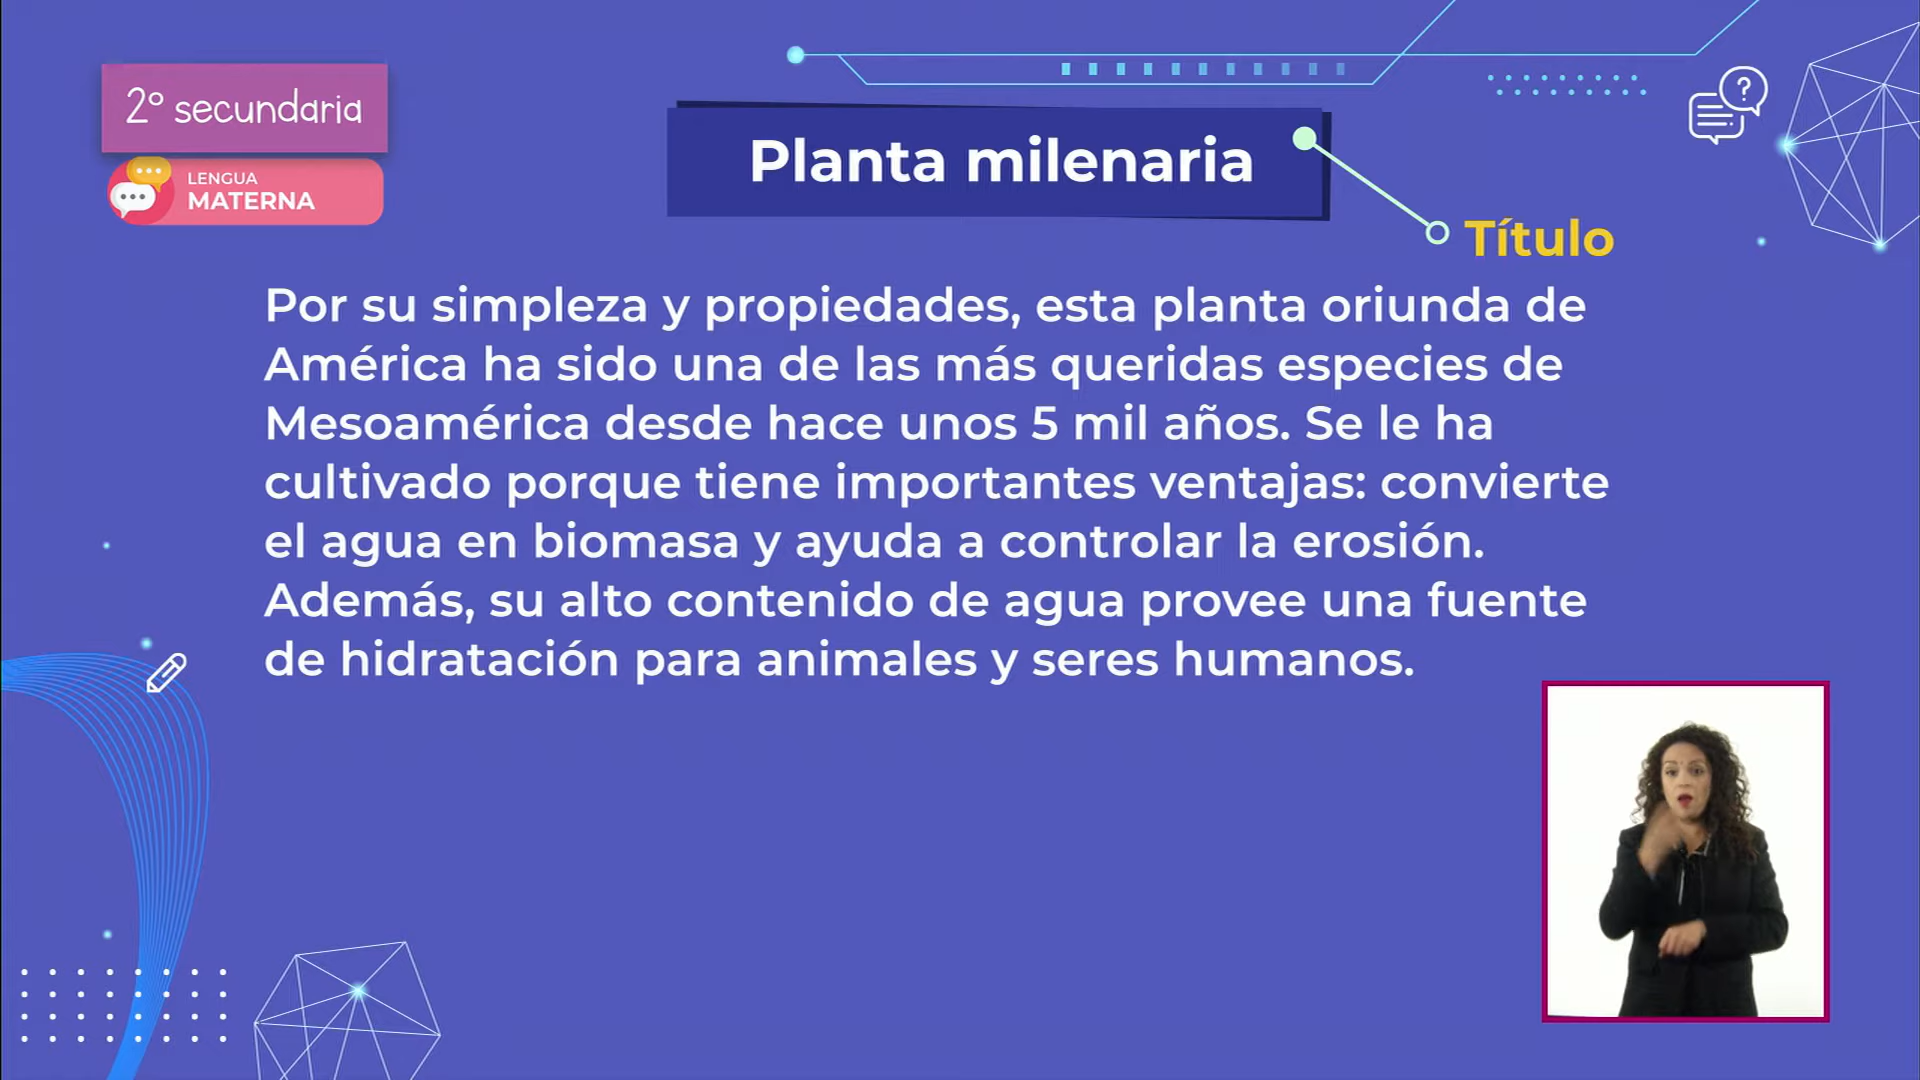 2° secundaria
LENGUA
MATERNA
Planta milenaria
Título
Por su simpleza y propiedades, esta planta oriunda de
América ha sido una de las más queridas especies de
Mesoamérica desde hace unos 5 mil años. Se le ha
cultivado porque tiene importantes ventajas: convierte
el agua en biomasa y ayuda a controlar la erosión.
Además, su alto contenido de agua provee una fuente
de hidratación para animales y seres humanos.